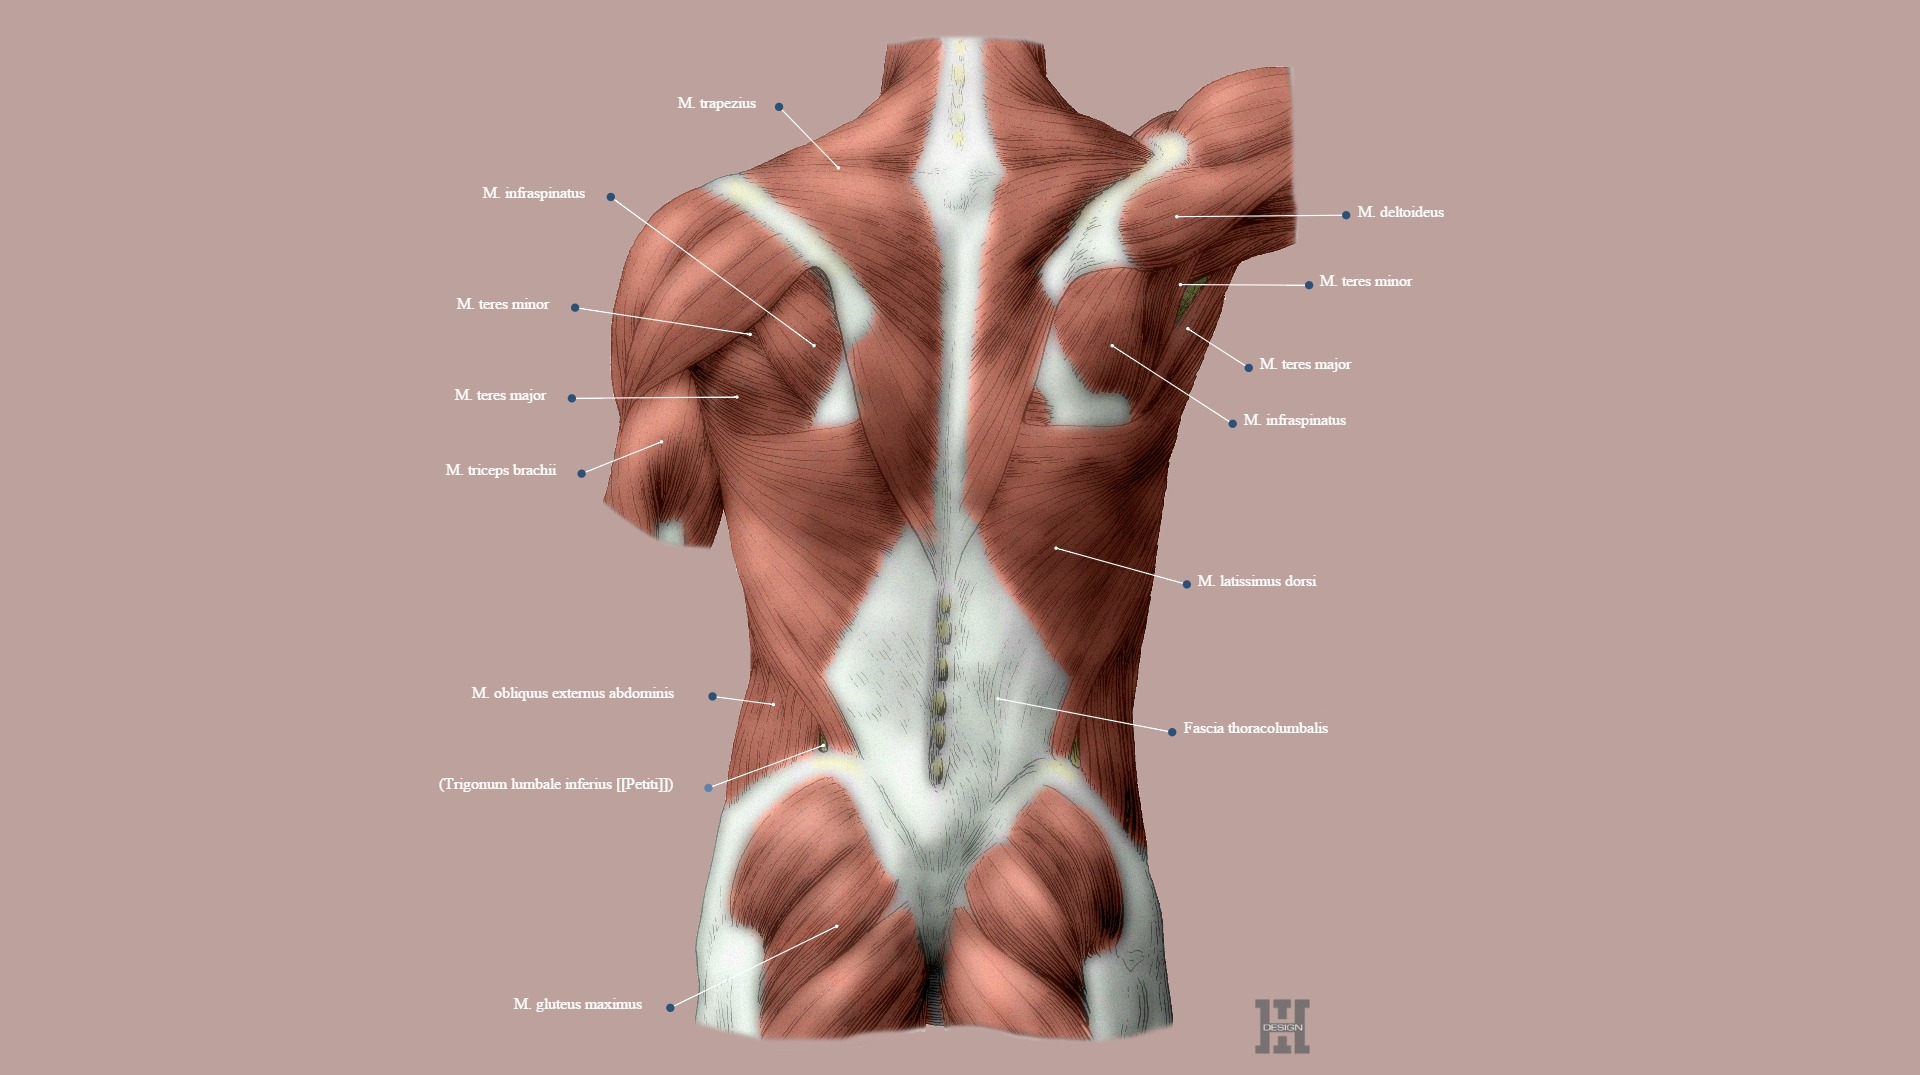 M. trapezius
M. infraspinatus
M. teres minor
M. teres major
M. triceps brachii
M. obliquus externus abdominis
(Trigonum lumbale inferius [[Petiti]])
M. gluteus maximus
M. deltoideus
M. teres minor
M. teres major
M. infraspinatus
M. latissimus dorsi
Fascia thoracolumbalis
DESIGN